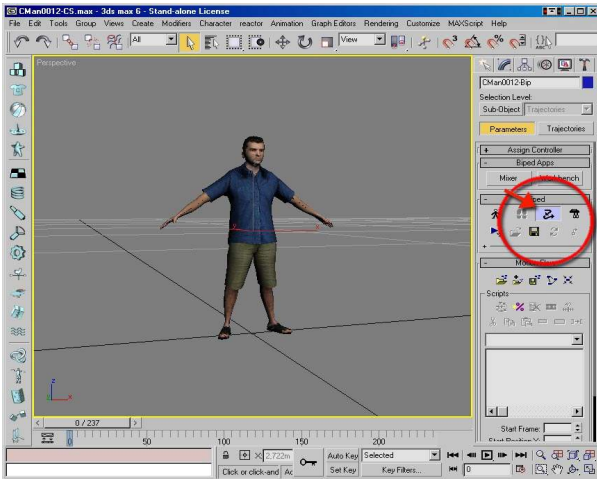 CMan0012-CS.max - 3ds max 6 - Stand-alone License
File Edit Tools Group Views Create Modifiers Character reactor Animation Graph Editors Rendering Customize MAXScript Help
All View ABC
Perspective
CMan0012-Bip
Selection Level:
Sub-Object Trajectories
Parameters Trajectories
+ Assign Controller
- Biped Apps
Mixer Workbench
Y X
Scripts
Start Frame:
z
x
0 / 237
0 50 100 150 200
X: 2.722m Auto Key Selected
Click or click-and Set Key Key Filters... 0